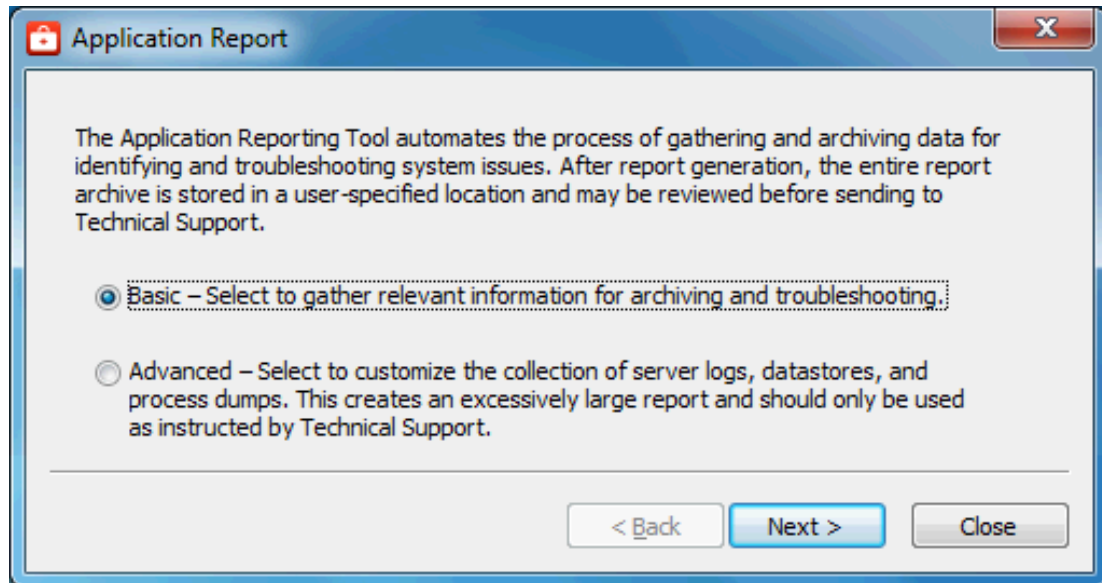 Application Report
The Application Reporting Tool automates the process of gathering and archiving data for
identifying and troubleshooting system issues. After report generation, the entire report
archive is stored in a user-specified location and may be reviewed before sending to
Technical Support.
Basic – Select to gather relevant information for archiving and troubleshooting.
Advanced – Select to customize the collection of server logs, datastores, and
process dumps. This creates an excessively large report and should only be used
as instructed by Technical Support.
< Back Next > Close